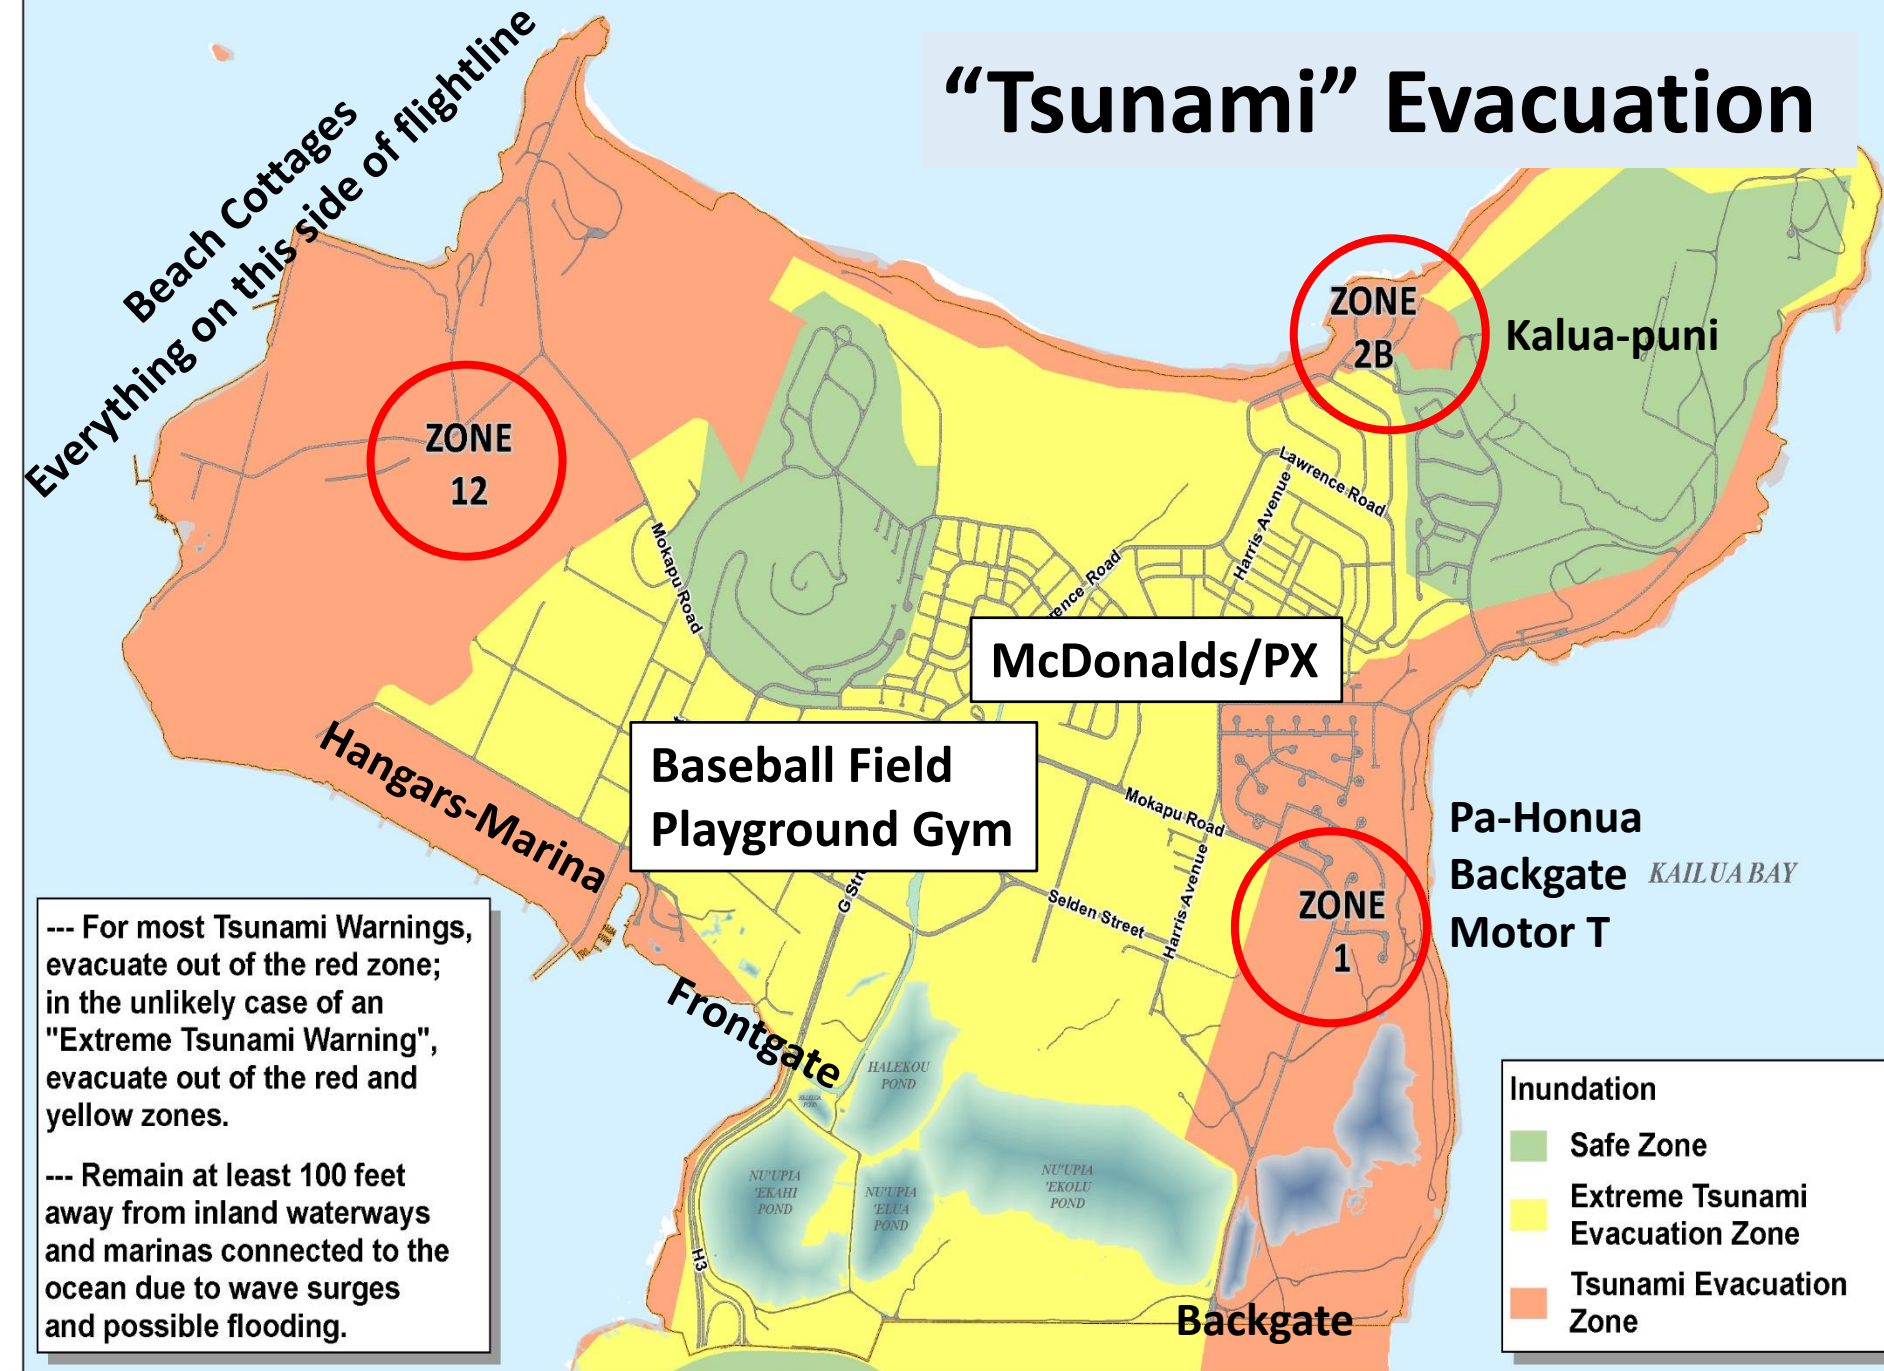 “Tsunami” Evacuation
Beach Cottages
Everything on this side of flightline
ZONE
12
ZONE
2B
Kalua-puni
Lawrence Road
Harris Avenue
Mokapu Road
rence Road
McDonalds/PX
Hangars-Marina
Baseball Field
Playground Gym
Mokapu Road
Pa-Honua
Backgate
Motor T
KAILUA BAY
G Stre
Selden Street
Harris Avenue
ZONE
1
Frontgate
HALEKOU
POND
NU'UPIA
'EKAHI
POND
NU'UPIA
'ELUA
POND
NU'UPIA
'EKOLU
POND
H3
Backgate
--- For most Tsunami Warnings,
evacuate out of the red zone;
in the unlikely case of an
"Extreme Tsunami Warning",
evacuate out of the red and
yellow zones.
--- Remain at least 100 feet
away from inland waterways
and marinas connected to the
ocean due to wave surges
and possible flooding.
Inundation
Safe Zone
Extreme Tsunami
Evacuation Zone
Tsunami Evacuation
Zone